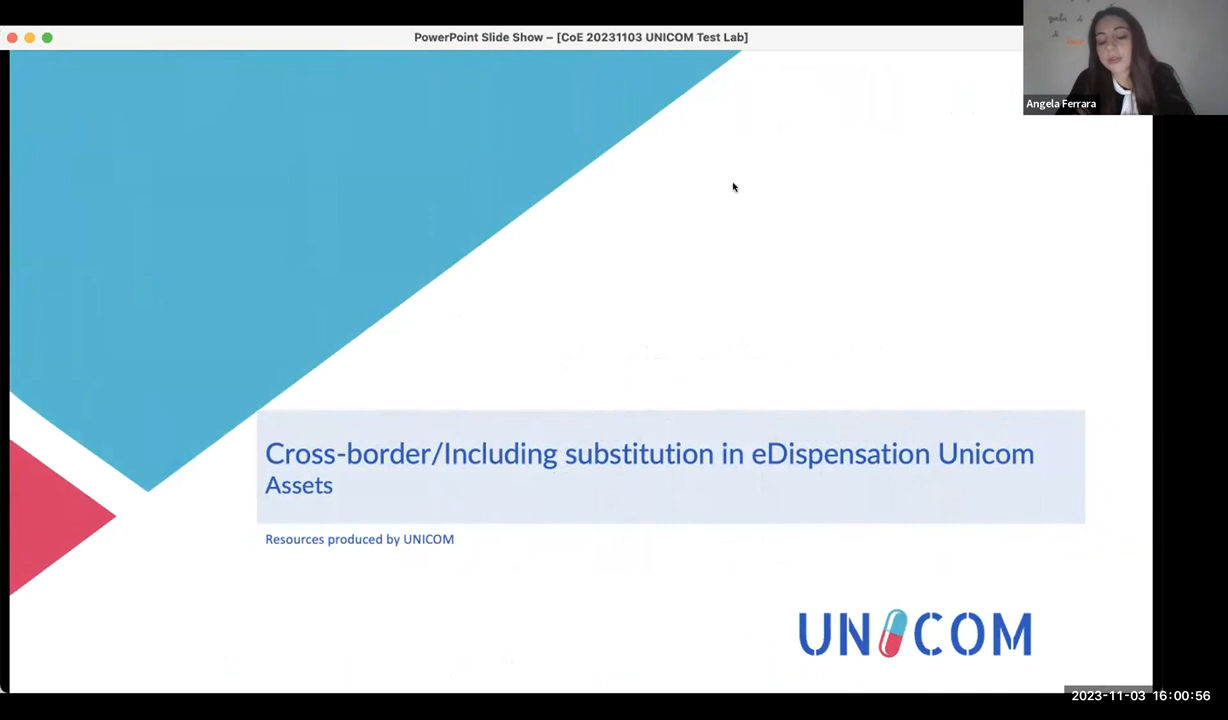 PowerPoint Slide Show – [CoE 20231103 UNICOM Test Lab]
Angela Ferrara
Cross-border/Including substitution in eDispensation Unicom
Assets
Resources produced by UNICOM
UNICOM
2023-11-03 16:00:56